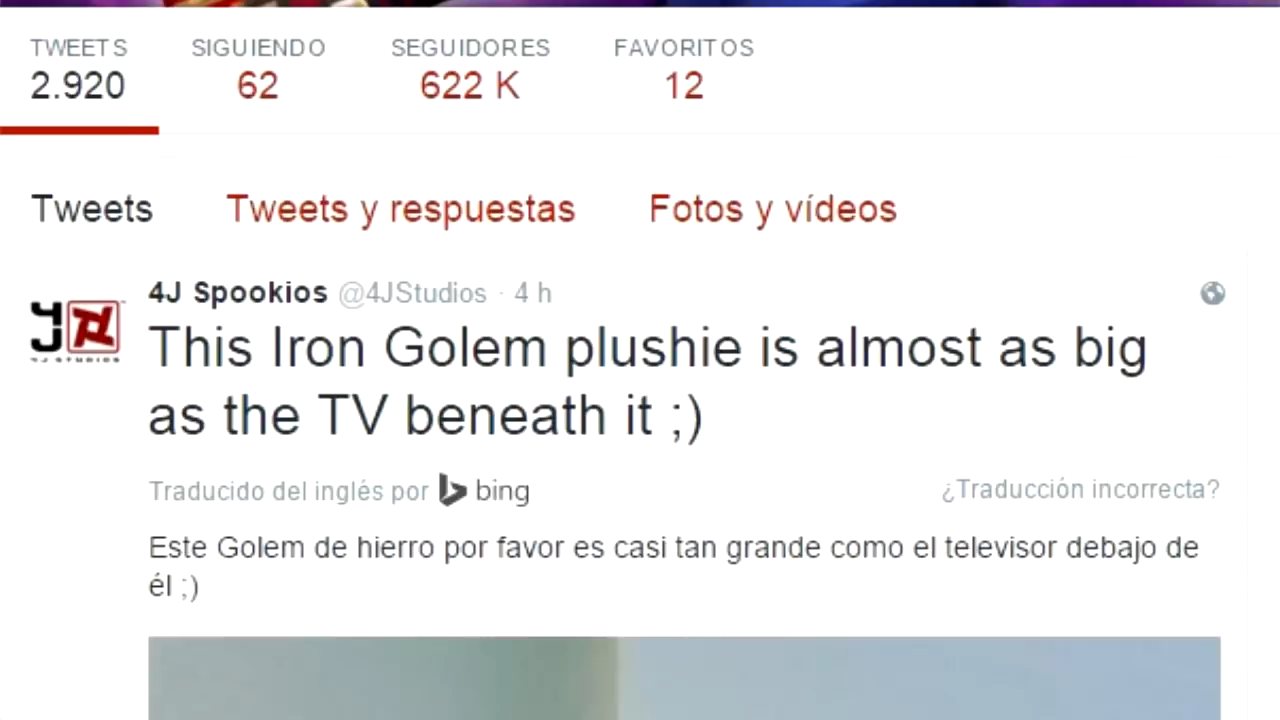 TWEETS SIGUIENDO SEGUIDORES FAVORITOS
2.920 62 622 K 12
Tweets Tweets y respuestas Fotos y vídeos
4J Spookios @4JStudios · 4 h
This Iron Golem plushie is almost as big
as the TV beneath it ;)
Traducido del inglés por bing ¿Traducción incorrecta?
Este Golem de hierro por favor es casi tan grande como el televisor debajo de
él ;)
4J STUDIOS